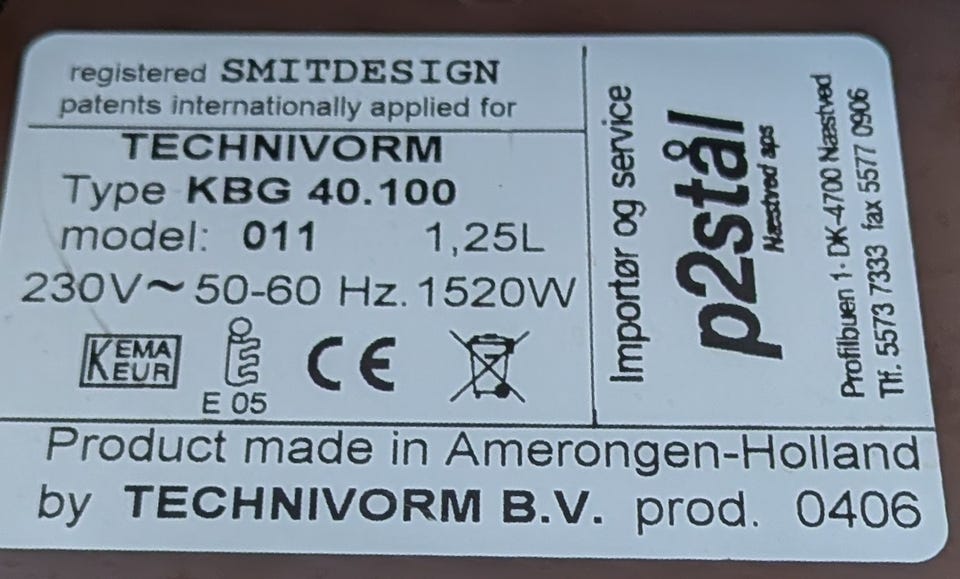 registered SMITDESIGN
patents internationally applied for
TECHNIVORM
Type KBG 40.100
model: 011 1,25L
230V~ 50-60 Hz. 1520W
KEMA
KEUR
E 05
CE
Product made in Amerongen-Holland
by TECHNIVORM B.V. prod. 0406
Importør og service
p2stål
Næstved aps
Profilbuen 1· DK-4700 Næstved
Tlf. 5573 7333 fax 5577 0906